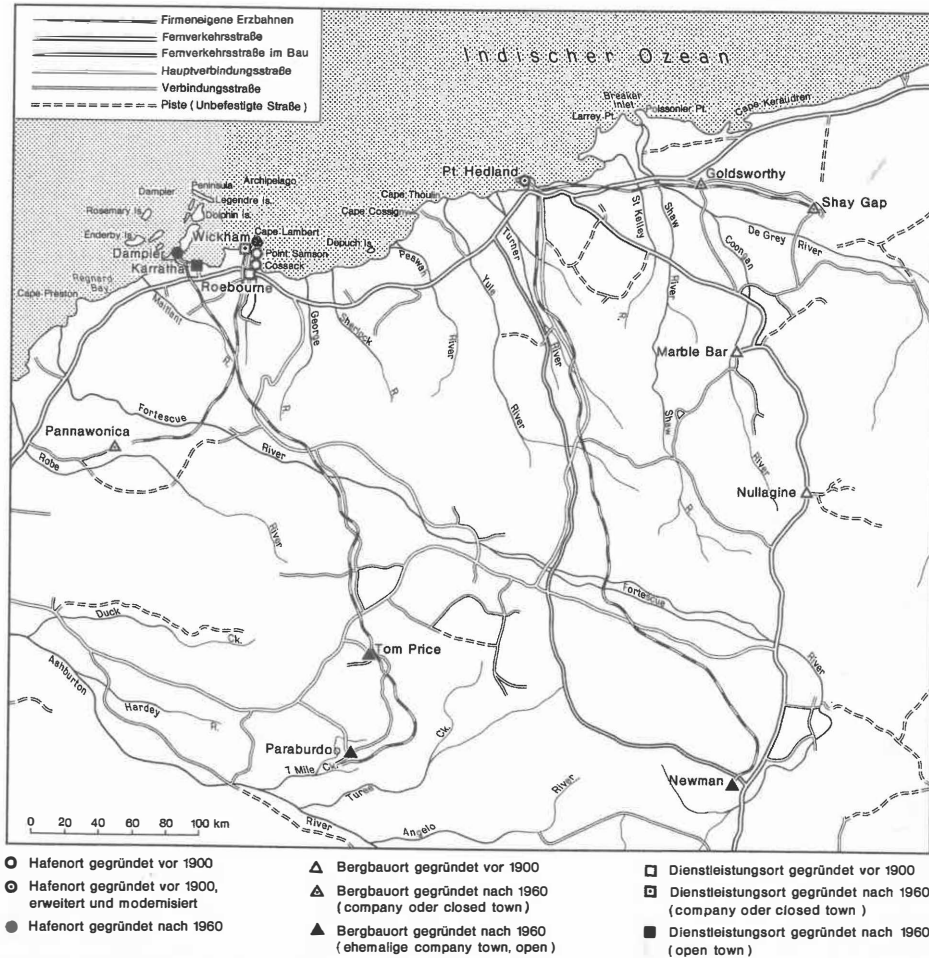 Firmeneigene Erzbahnen
Fernverkehrsstraße
Fernverkehrsstraße im Bau
Hauptverbindungsstraße
Verbindungsstraße
Piste (Unbefestigte Straße)
Indischer Ozean
Breaker
Inlet
Larrey Pt.
Poissonier Pt.
Cape Keraudren
Pt. Hedland
Goldsworthy
Shay Gap
Dampier
Peninsula
Archipelago
Legendre Is.
Rosemary Is.
Dolphin Is.
Enderby Is.
Wickham
Cape Lambert
Point Samson
Cossack
Dampier
Karratha
Roebourne
Depuch Is.
Cape Thouin
Cape Cossigny
Regnard
Bay
Cape Preston
Maitlant
R.
George
R.
Sherlock
R.
Peawah
River
Yule
River
Turner
River
St Kelley
R.
Shaw
River
Coongan
De Grey
River
Marble Bar
Shaw
River
R.
Nullagine
Pannawonica
Fortescue
River
Robe
River
Fortescue
River
Duck
Ck.
Tom Price
Ashburton
Hardey
R.
Paraburdoo
7 Mile
Ck.
Turee
Ck.
River
Angelo
River
Newman
0 20 40 60 80 100 km
Hafenort gegründet vor 1900
Hafenort gegründet vor 1900,
erweitert und modernisiert
Hafenort gegründet nach 1960
Bergbauort gegründet vor 1900
Bergbauort gegründet nach 1960
(company oder closed town)
Bergbauort gegründet nach 1960
(ehemalige company town, open)
Dienstleistungsort gegründet vor 1900
Dienstleistungsort gegründet nach 1960
(company oder closed town)
Dienstleistungsort gegründet nach 1960
(open town)